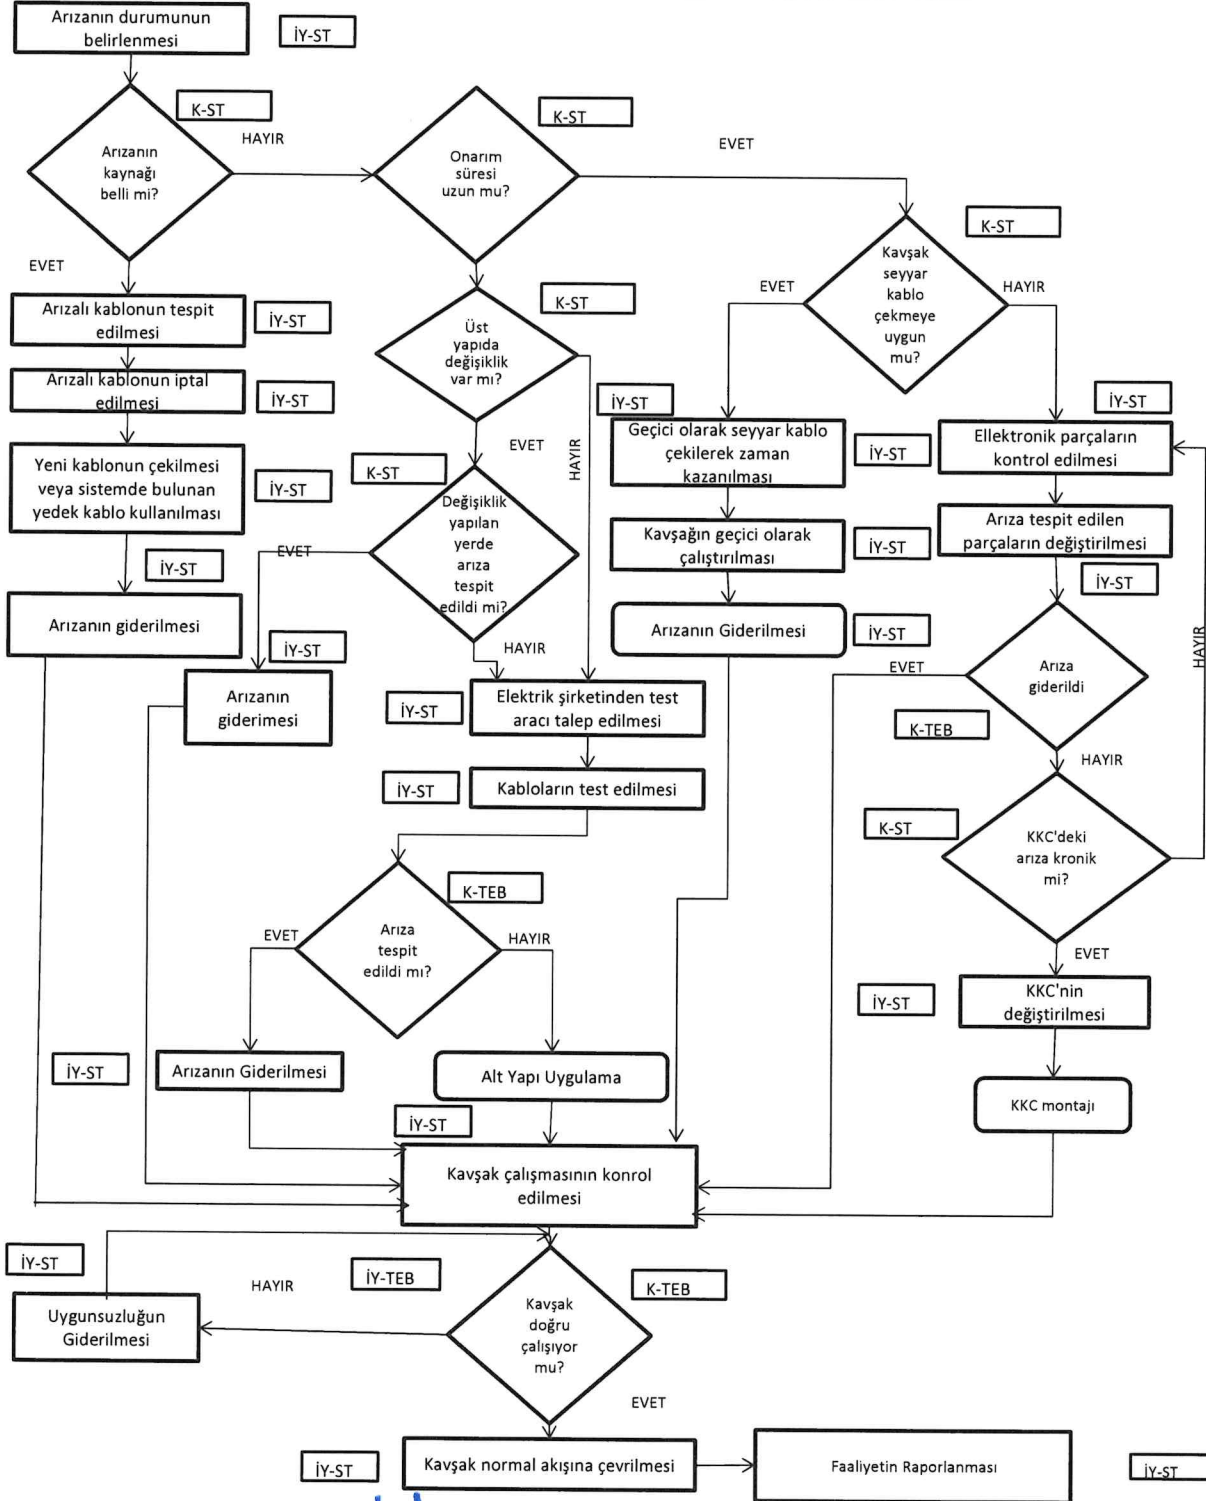 Arızanın durumunun
belirlenmesi
İY-ST
K-ST
HAYIR
Arızanın
kaynağı
belli mi?
EVET
K-ST
Onarım
süresi
uzun mu?
EVET
K-ST
Kavşak
seyyar
kablo
çekmeye
uygun
mu?
EVET
HAYIR
Arızalı kablonun tespit
edilmesi
İY-ST
Arızalı kablonun iptal
edilmesi
İY-ST
Yeni kablonun çekilmesi
veya sistemde bulunan
yedek kablo kullanılması
İY-ST
İY-ST
Arızanın giderilmesi
K-ST
Üst
yapıda
değişiklik
var mı?
EVET
HAYIR
K-ST
Değişiklik
yapılan
yerde
arıza
tespit
edildi mi?
EVET
HAYIR
İY-ST
Arızanın
giderimesi
İY-ST
Geçici olarak seyyar kablo
çekilerek zaman
kazanılması
İY-ST
Kavşağın geçici olarak
çalıştırılması
İY-ST
Arızanın Giderilmesi
İY-ST
İY-ST
Ellektronik parçaların
kontrol edilmesi
Arıza tespit edilen
parçaların değiştirilmesi
İY-ST
Arıza
giderildi
EVET
HAYIR
K-TEB
HAYIR
K-ST
KKC'deki
arıza kronik
mi?
EVET
İY-ST
KKC'nin
değiştirilmesi
KKC montajı
İY-ST
Elektrik şirketinden test
aracı talep edilmesi
İY-ST
Kabloların test edilmesi
K-TEB
Arıza
tespit
edildi mı?
EVET
HAYIR
İY-ST
Arızanın Giderilmesi
Alt Yapı Uygulama
İY-ST
Kavşak çalışmasının konrol
edilmesi
İY-ST
Uygunsuzluğun
Giderilmesi
HAYIR
İY-TEB
K-TEB
Kavşak
doğru
çalışıyor
mu?
EVET
İY-ST
Kavşak normal akışına çevrilmesi
Faaliyetin Raporlanması
İY-ST